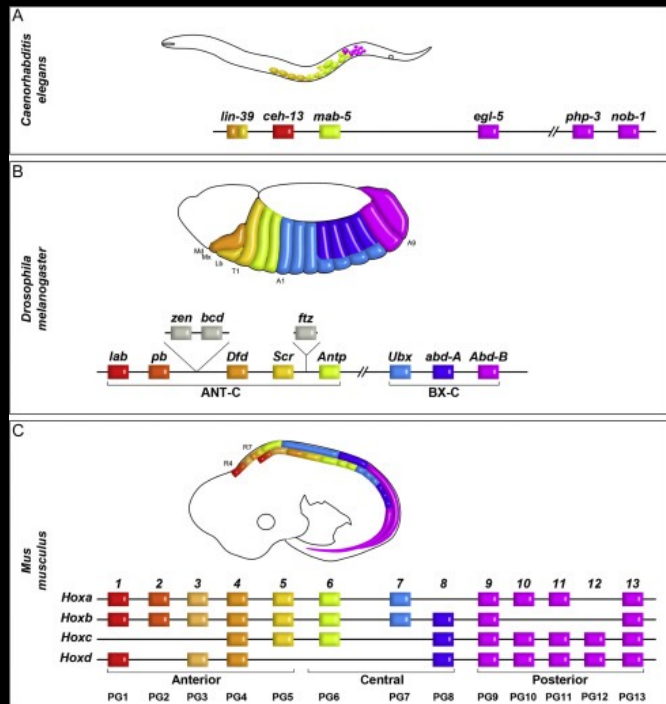 A
Caenorhabditis
elegans
lin-39 ceh-13 mab-5 egl-5 php-3 nob-1
B
Drosophila
melanogaster
Md
Mx
Lb
T1
A1
A9
zen bcd ftz
lab pb Dfd Scr Antp Ubx abd-A Abd-B
ANT-C BX-C
C
Mus
musculus
R7
R4
1 2 3 4 5 6 7 8 9 10 11 12 13
Hoxa
Hoxb
Hoxc
Hoxd
Anterior Central Posterior
PG1 PG2 PG3 PG4 PG5 PG6 PG7 PG8 PG9 PG10 PG11 PG12 PG13